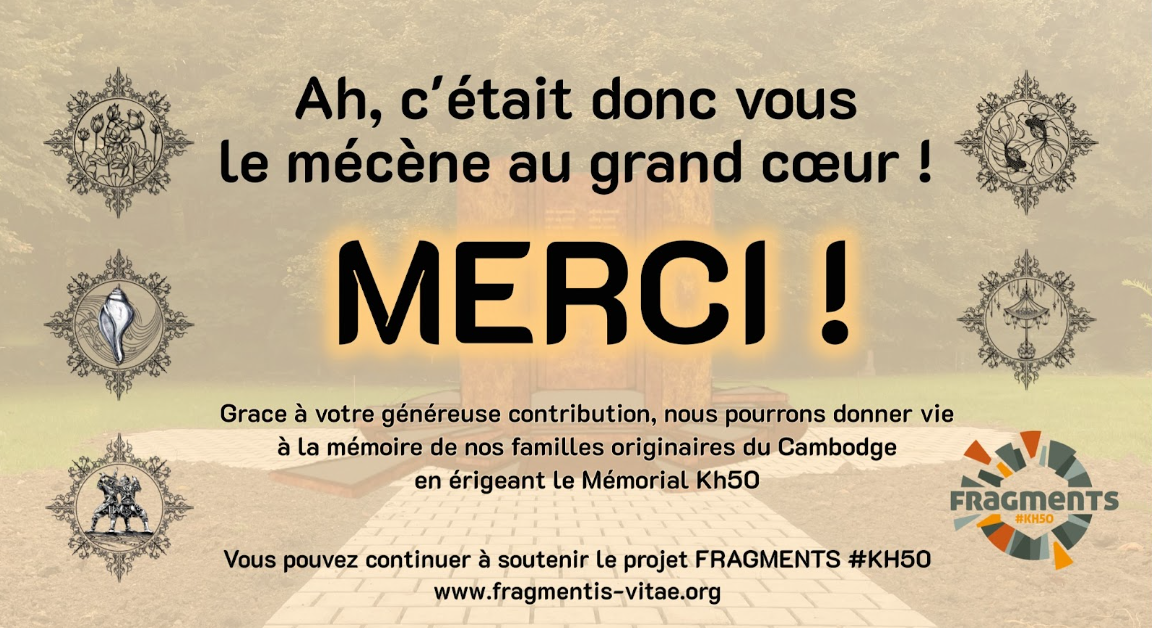 Ah, c'était donc vous
le mécène au grand cœur !
MERCI !
Grace à votre généreuse contribution, nous pourrons donner vie
à la mémoire de nos familles originaires du Cambodge
en érigeant le Mémorial Kh50
FRAGMENTS
#KH50
Vous pouvez continuer à soutenir le projet FRAGMENTS #KH50
www.fragmentis-vitae.org